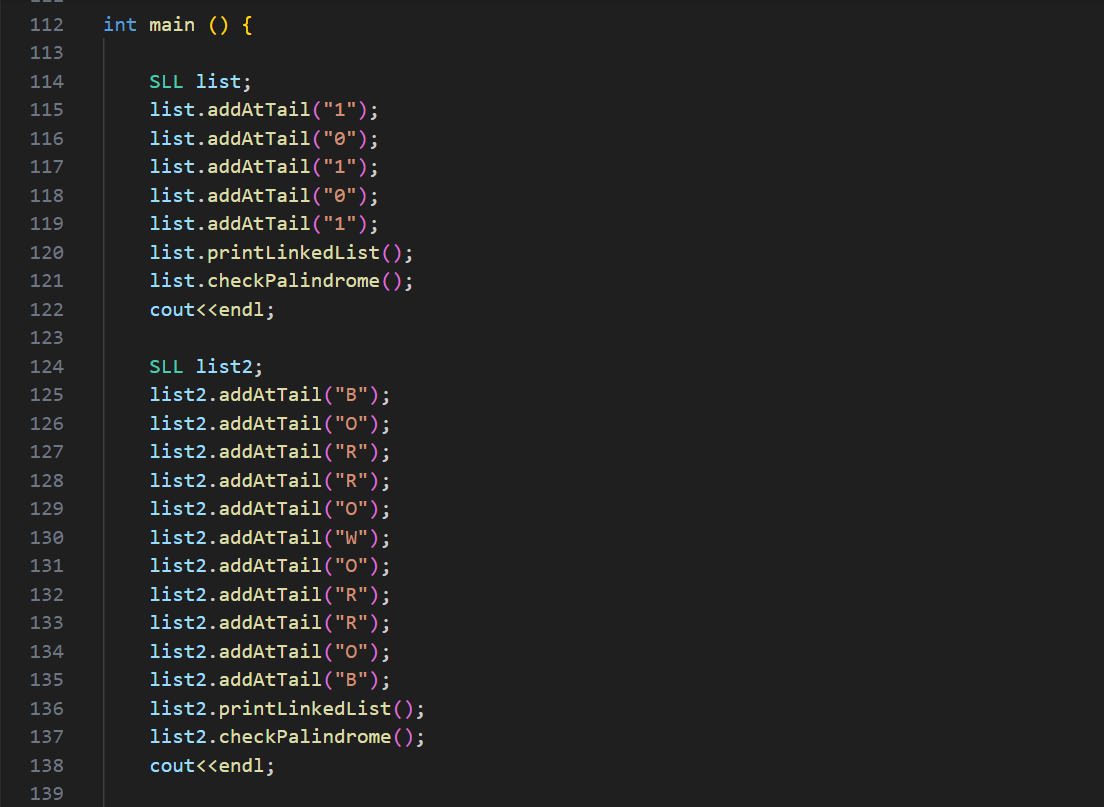 112 int main () {
113
114 SLL list;
115 list.addAtTail("1");
116 list.addAtTail("0");
117 list.addAtTail("1");
118 list.addAtTail("0");
119 list.addAtTail("1");
120 list.printLinkedList();
121 list.checkPalindrome();
122 cout<<endl;
123
124 SLL list2;
125 list2.addAtTail("B");
126 list2.addAtTail("O");
127 list2.addAtTail("R");
128 list2.addAtTail("R");
129 list2.addAtTail("O");
130 list2.addAtTail("W");
131 list2.addAtTail("O");
132 list2.addAtTail("R");
133 list2.addAtTail("R");
134 list2.addAtTail("O");
135 list2.addAtTail("B");
136 list2.printLinkedList();
137 list2.checkPalindrome();
138 cout<<endl;
139